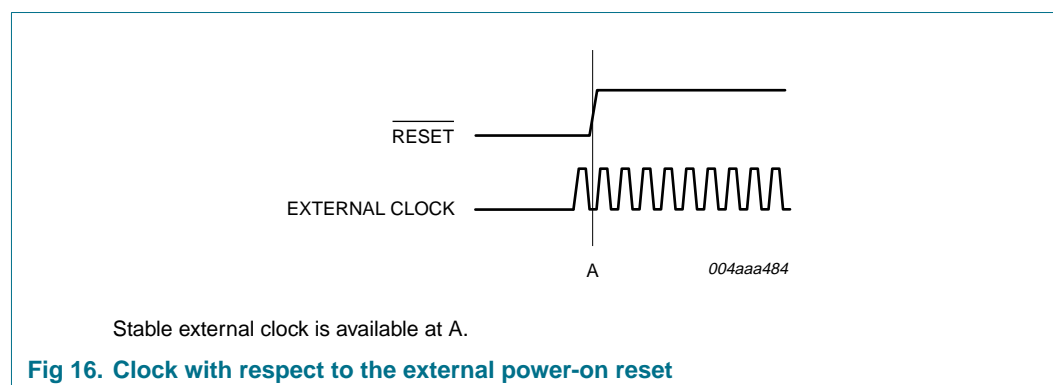 RESET
EXTERNAL CLOCK
A
004aaa484
Stable external clock is available at A.
Fig 16. Clock with respect to the external power-on reset